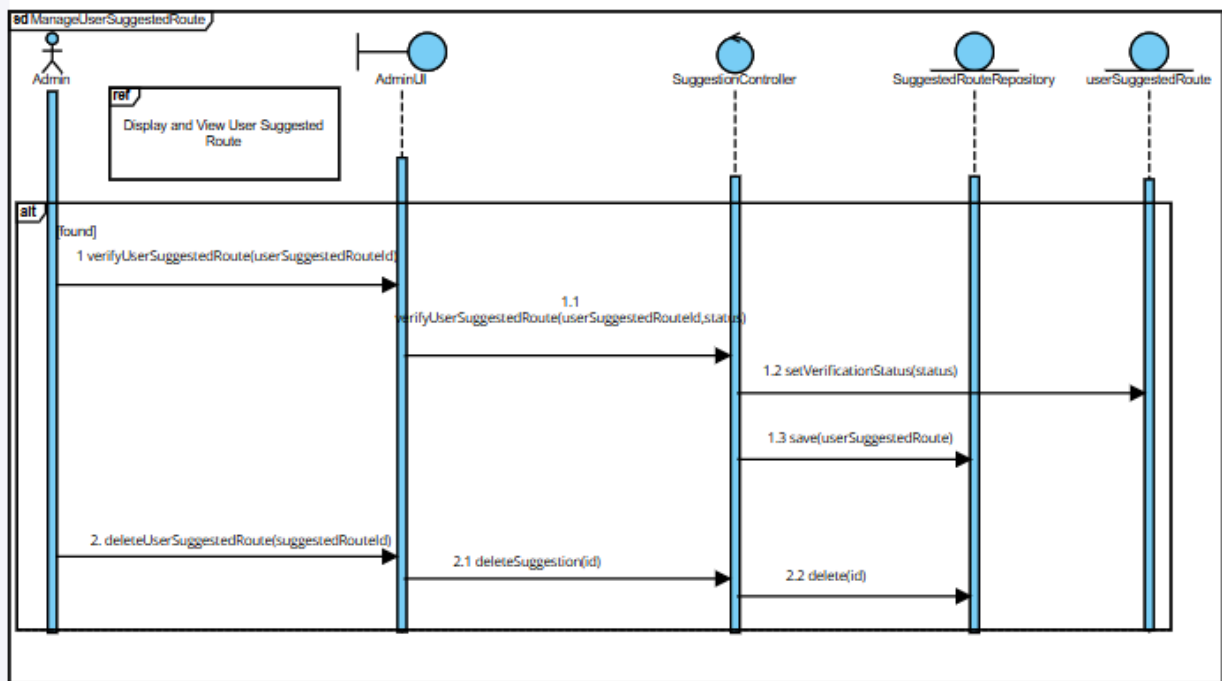 sd ManageUserSuggestedRoute
Admin
AdminUI
SuggestionController
SuggestedRouteRepository
userSuggestedRoute
ref
Display and View User Suggested
Route
alt
[found]
1 verifyUserSuggestedRoute(userSuggestedRouteId)
1.1
verifyUserSuggestedRoute(userSuggestedRouteId,status)
1.2 setVerificationStatus(status)
1.3 save(userSuggestedRoute)
2. deleteUserSuggestedRoute(suggestedRouteId)
2.1 deleteSuggestion(id)
2.2 delete(id)